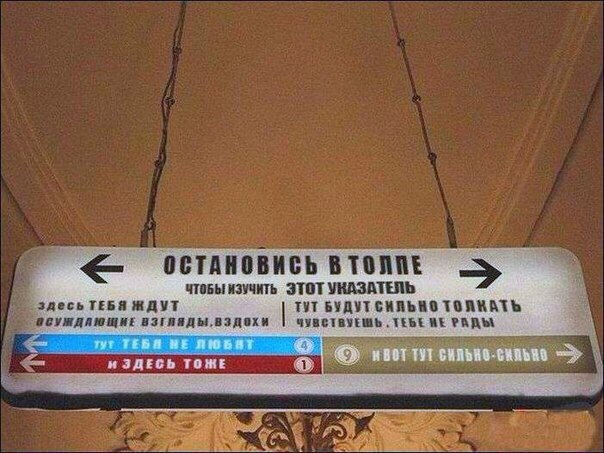 ОСТАНОВИСЬ В ТОЛПЕ
ЧТОБЫ ИЗУЧИТЬ ЭТОТ УКАЗАТЕЛЬ
здесь ТЕБЯ ЖДУТ
ОСУЖДАЮЩИЕ ВЗГЛЯДЫ, ВЗДОХИ
ТУТ БУДУТ СИЛЬНО ТОЛКАТЬ
ЧУВСТВУЕШЬ, ТЕБЕ НЕ РАДЫ
тут ТЕБЯ НЕ ЛЮБЯТ 4
И ЗДЕСЬ ТОЖЕ 1
9 И ВОТ ТУТ СИЛЬНО-СИЛЬНО